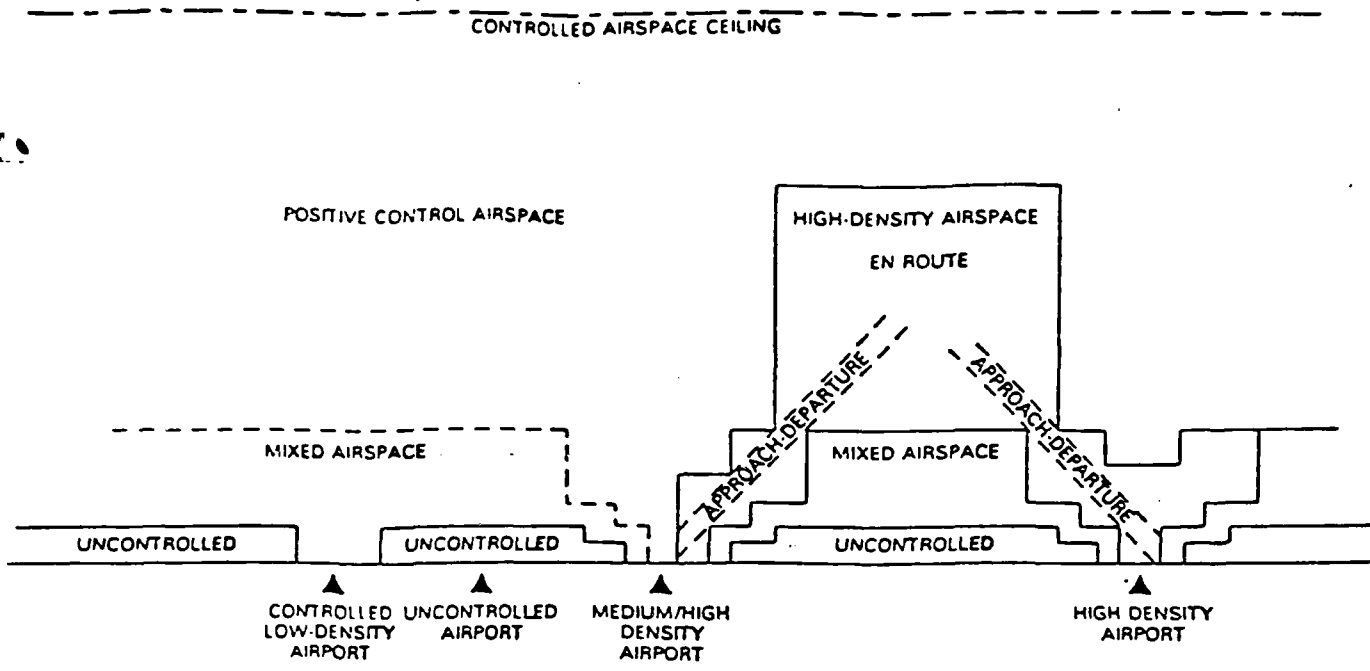 CONTROLLED AIRSPACE CEILING
POSITIVE CONTROL AIRSPACE
HIGH-DENSITY AIRSPACE
EN ROUTE
APPROACH-DEPARTURE
APPROACH-DEPARTURE
MIXED AIRSPACE
MIXED AIRSPACE
UNCONTROLLED
UNCONTROLLED
UNCONTROLLED
CONTROLLED
LOW-DENSITY
AIRPORT
UNCONTROLLED
AIRPORT
MEDIUM/HIGH
DENSITY
AIRPORT
HIGH DENSITY
AIRPORT